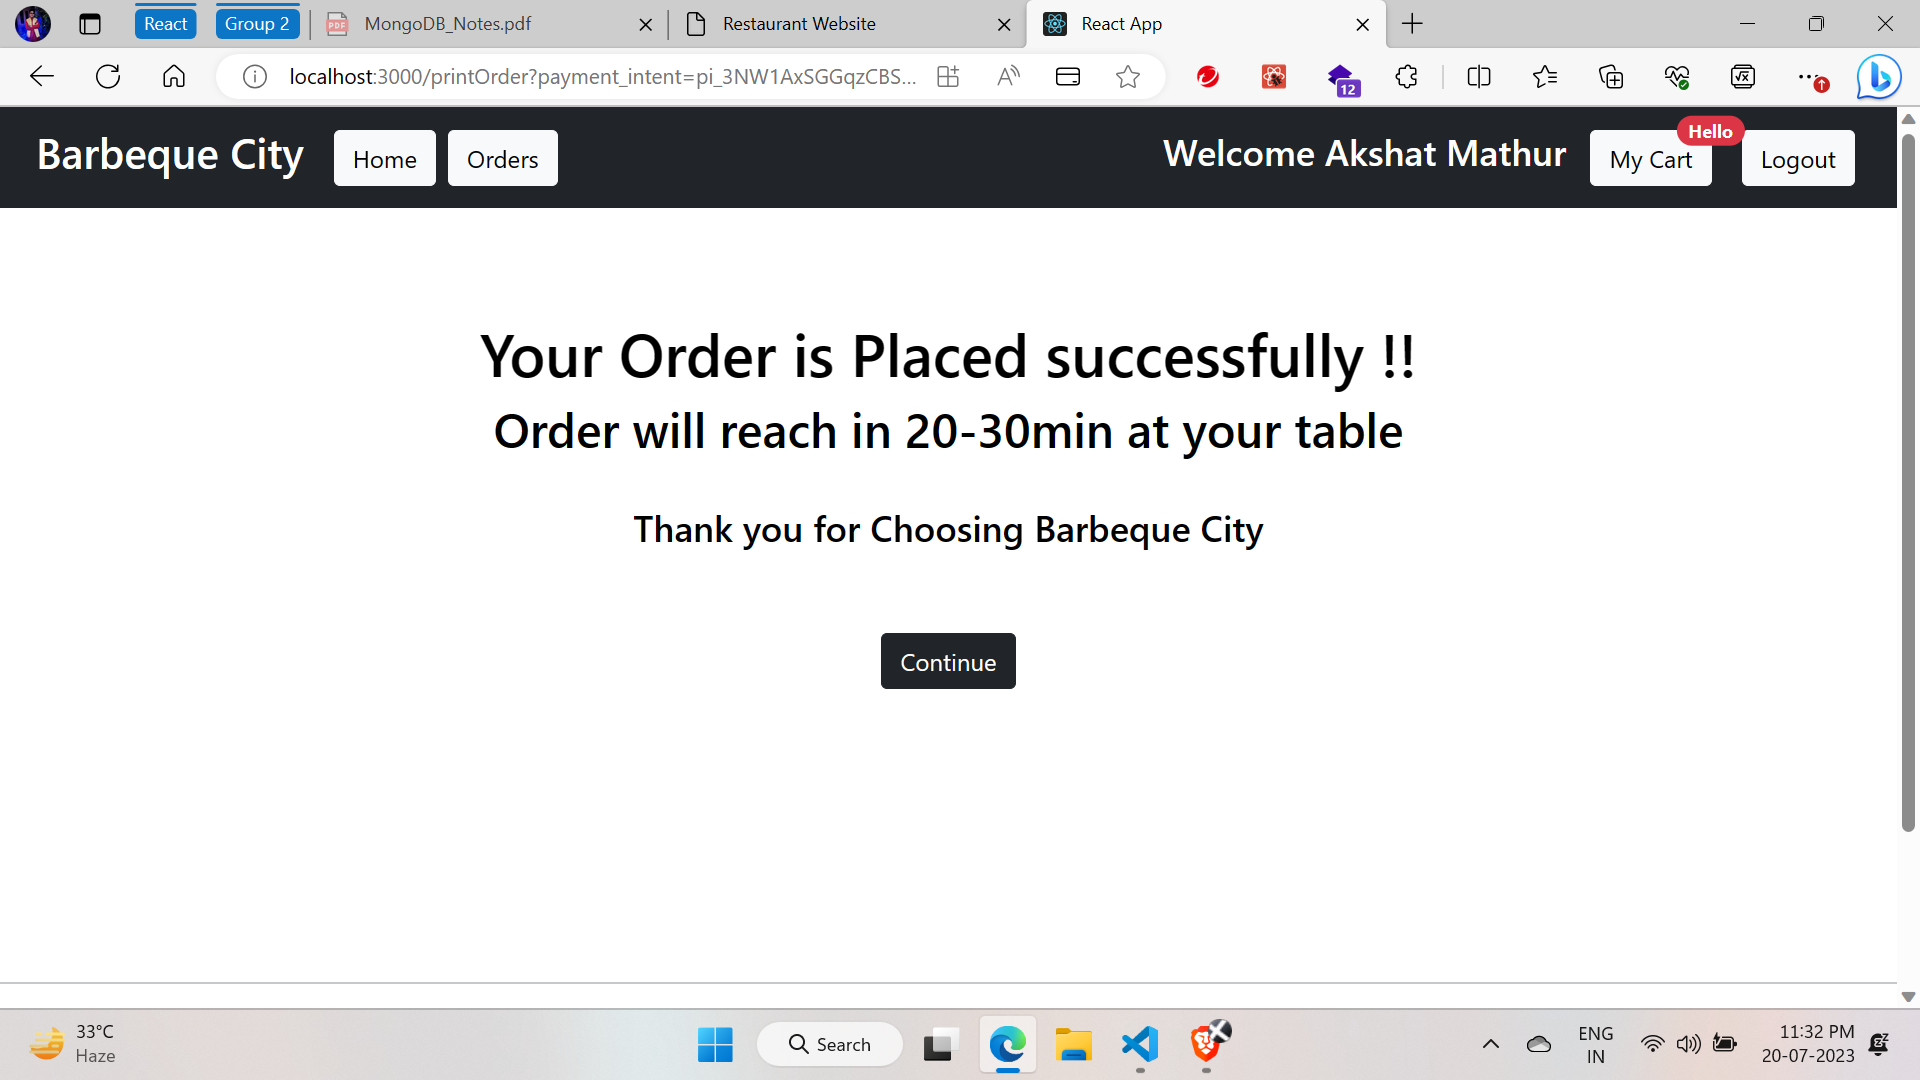 React
Group 2
MongoDB_Notes.pdf
Restaurant Website
React App
localhost:3000/printOrder?payment_intent=pi_3NW1AxSGGqzCBS...
12
Barbeque City
Home
Orders
Welcome Akshat Mathur
My Cart
Hello
Logout
Your Order is Placed successfully !!
Order will reach in 20-30min at your table
Thank you for Choosing Barbeque City
Continue
33°C
Haze
Search
ENG
IN
11:32 PM
20-07-2023